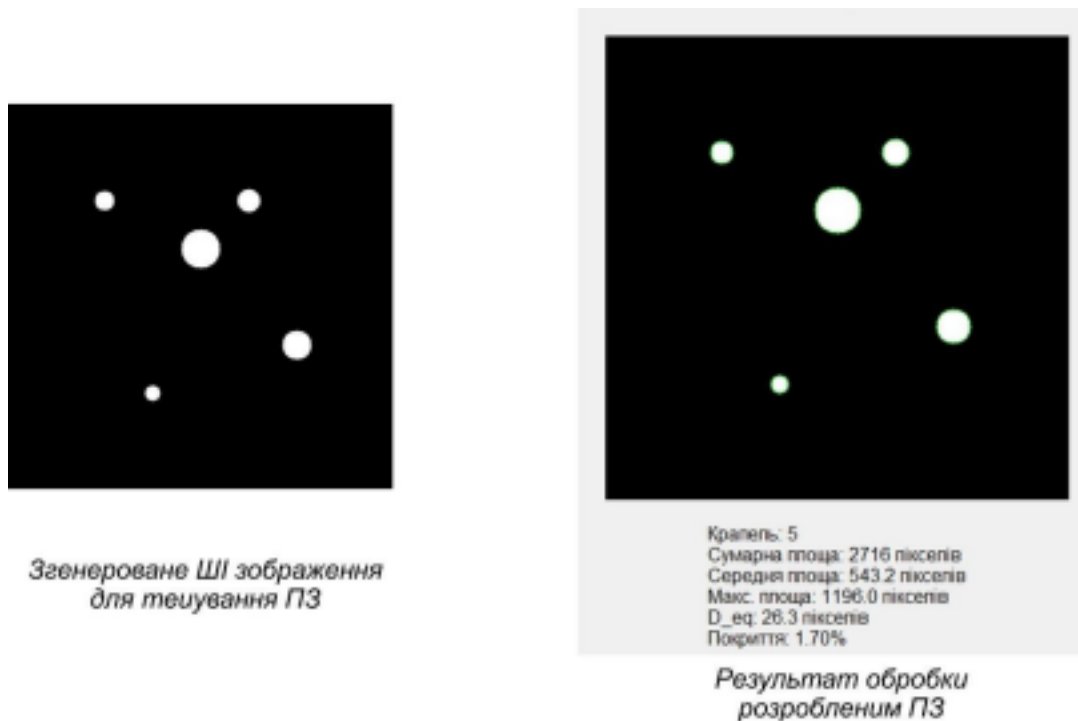 Згенероване ШІ зображення
для теиування ПЗ
Крапель: 5
Сумарна площа: 2716 пікселів
Середня площа: 543.2 пікселів
Макс. площа: 1196.0 пікселів
D_eq: 26.3 пікселів
Покриття: 1.70%
Результат обробки
розробленим ПЗ